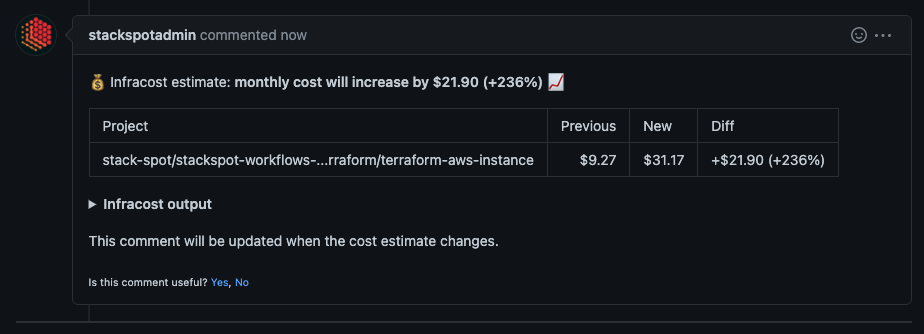 stackspotadmin commented now
💰 Infracost estimate: monthly cost will increase by $21.90 (+236%) 📈
Project Previous New Diff
stack-spot/stackspot-workflows-...rraform/terraform-aws-instance $9.27 $31.17 +$21.90 (+236%)
▶ Infracost output
This comment will be updated when the cost estimate changes.
Is this comment useful? Yes, No